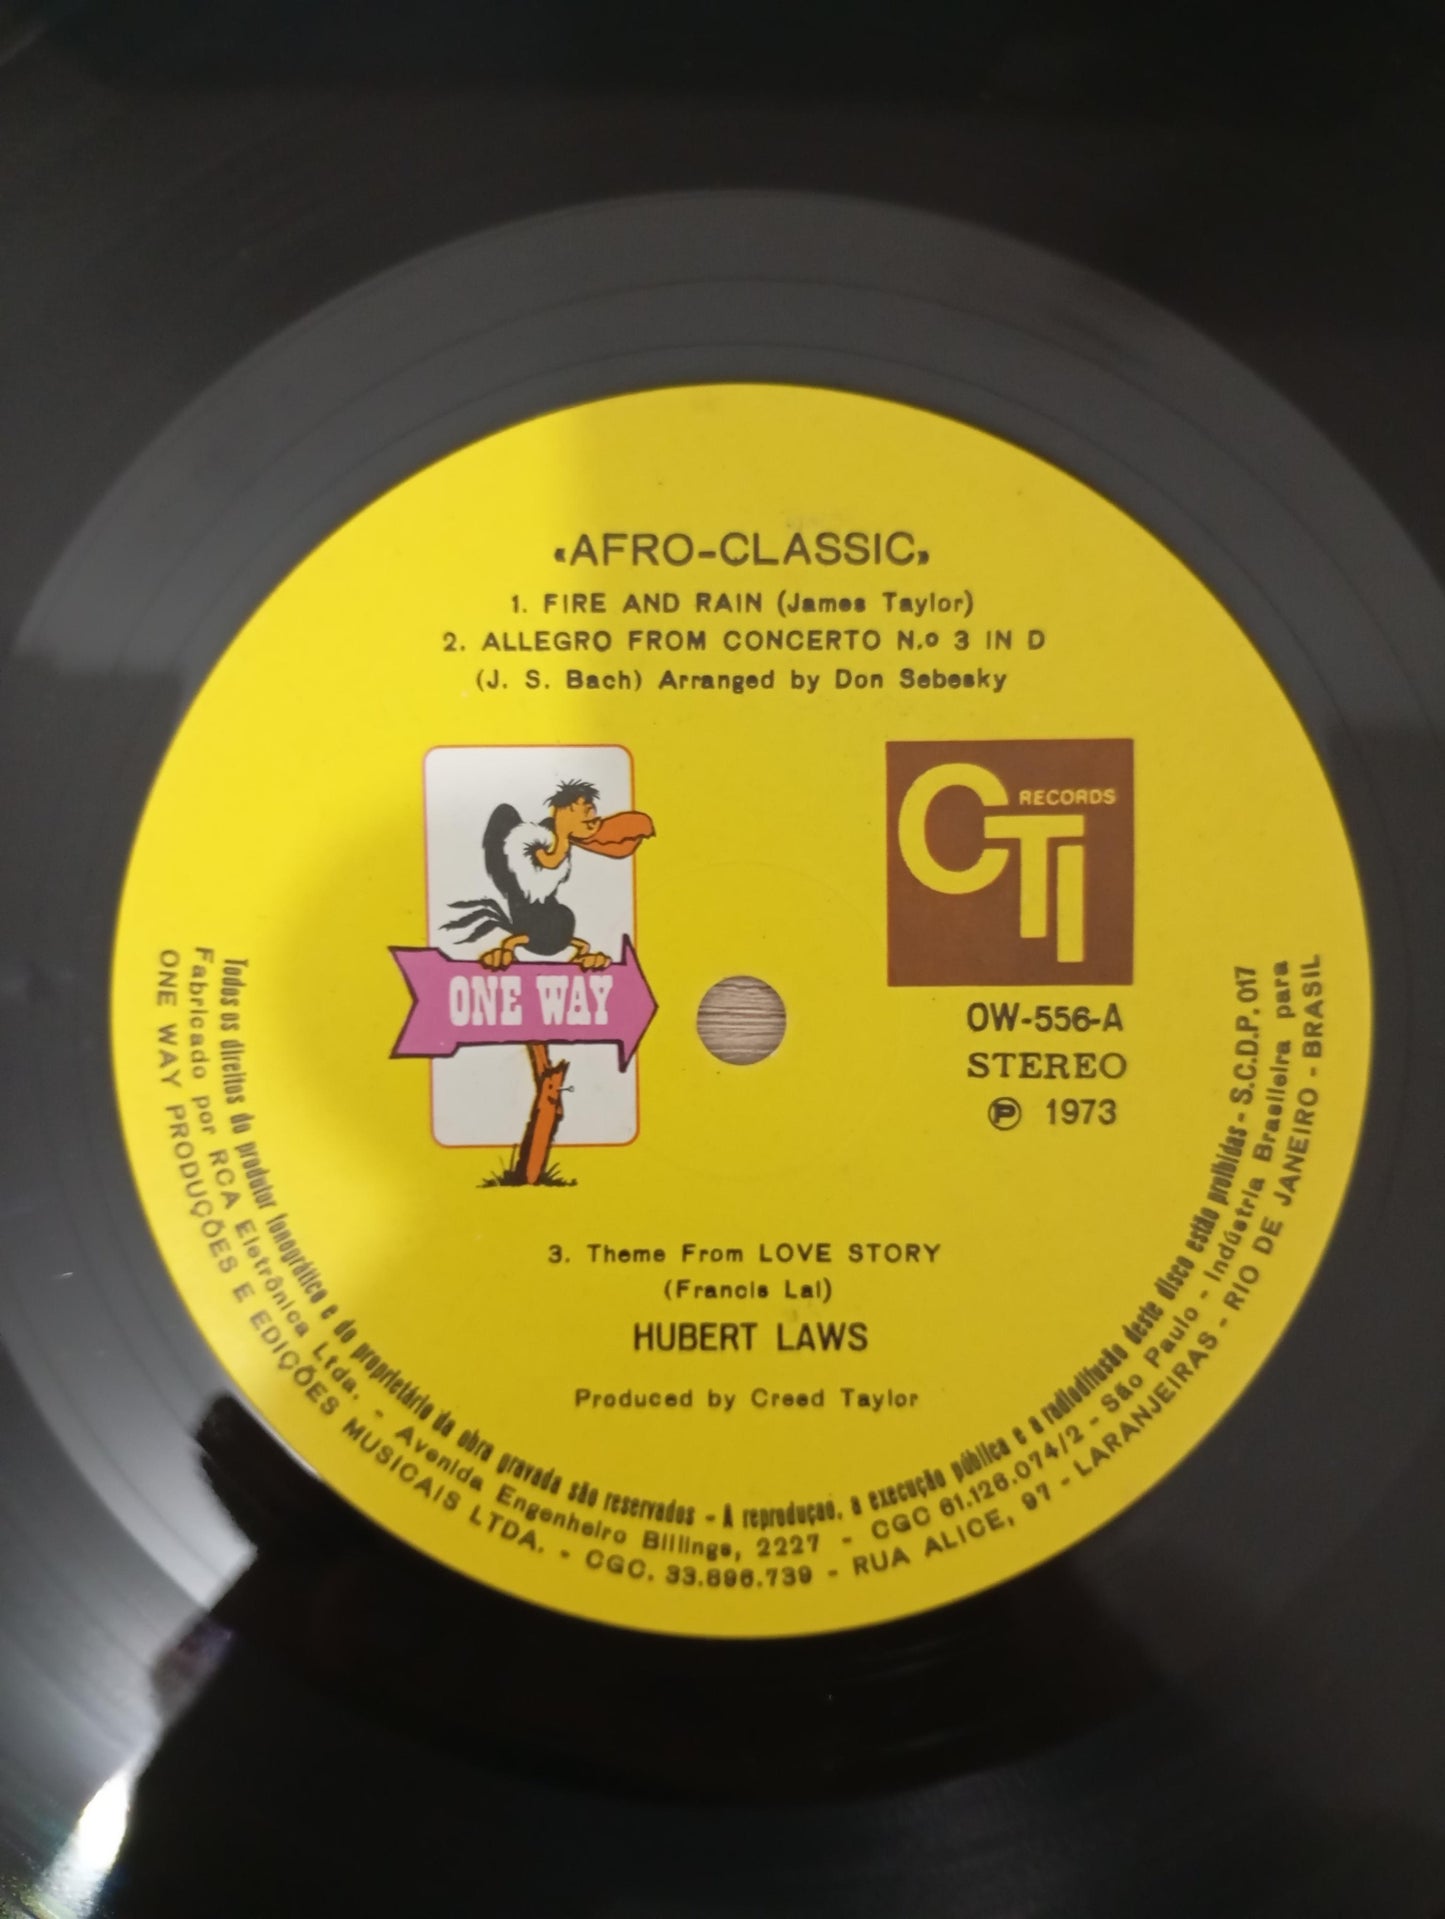 «AFRO-CLASSIC»
1. FIRE AND RAIN (James Taylor)
2. ALLEGRO FROM CONCERTO N.º 3 IN D
(J. S. Bach) Arranged by Don Sebesky
CTI RECORDS
ONE WAY
OW-556-A
STEREO
Ⓟ 1973
3. Theme From LOVE STORY
(Francis Lai)
HUBERT LAWS
Produced by Creed Taylor
Todos os direitos do produtor fonográfico e do proprietário da obra gravada são reservados - A reprodução, a execução pública e a radiodifusão deste disco estão proibidas - S.C.D.P. 017
Fabricado por RCA Eletrônica Ltda. - Avenida Engenheiro Billings, 2227 - CGC 61.126.074/2 - São Paulo - Indústria Brasileira para
ONE WAY PRODUÇÕES E EDIÇÕES MUSICAIS LTDA. - CGC. 33.896.739 - RUA ALICE, 97 - LARANJEIRAS - RIO DE JANEIRO - BRASIL